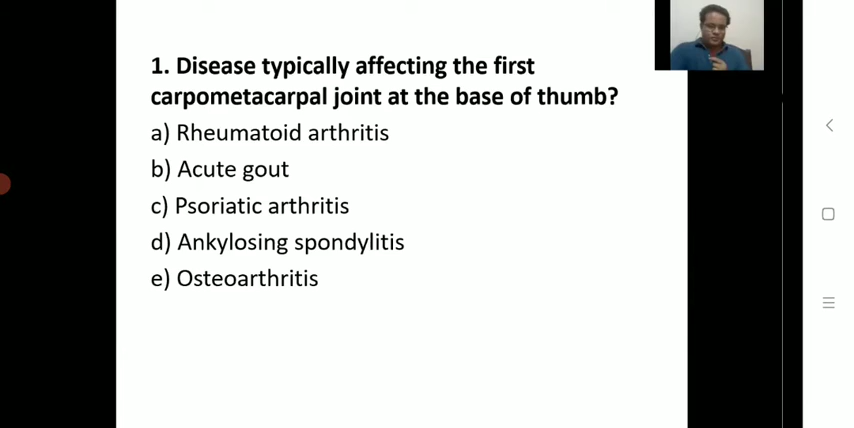 1. Disease typically affecting the first
carpometacarpal joint at the base of thumb?
a) Rheumatoid arthritis
b) Acute gout
c) Psoriatic arthritis
d) Ankylosing spondylitis
e) Osteoarthritis